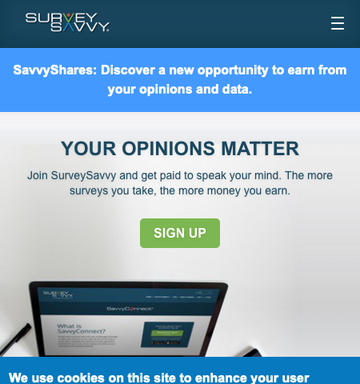 SURVEY
SAVVY
SavvyShares: Discover a new opportunity to earn from
your opinions and data.
YOUR OPINIONS MATTER
Join SurveySavvy and get paid to speak your mind. The more
surveys you take, the more money you earn.
SIGN UP
SURVEY
SAVVY
SavvyConnect
What is
SavvyConnect?
We use cookies on this site to enhance your user